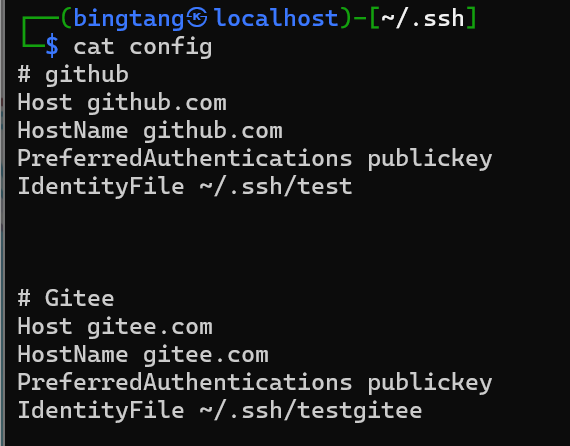 ┌──(bingtang㉿localhost)-[~/.ssh]
└─$ cat config
# github
Host github.com
HostName github.com
PreferredAuthentications publickey
IdentityFile ~/.ssh/test
# Gitee
Host gitee.com
HostName gitee.com
PreferredAuthentications publickey
IdentityFile ~/.ssh/testgitee